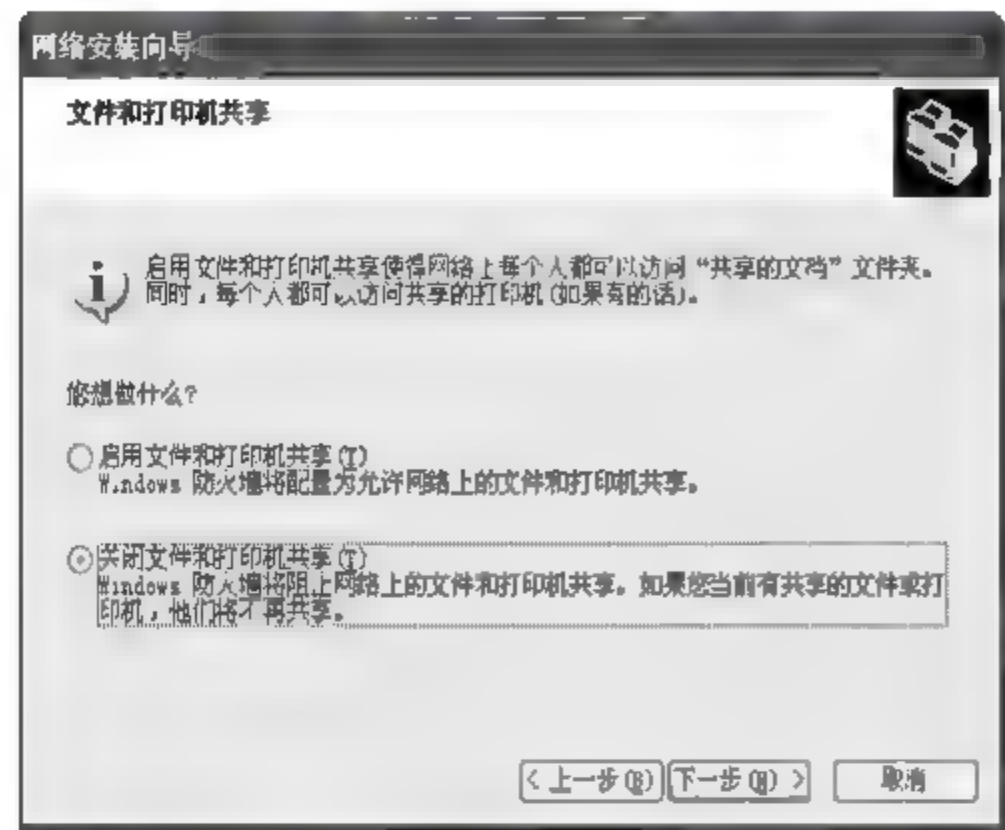 网络安装向导
文件和打印机共享
启用文件和打印机共享使得网络上每个人都可以访问“共享的文档”文件夹。
同时，每个人都可以访问共享的打印机(如果有的话)。
您想做什么?
启用文件和打印机共享(T)
Windows 防火墙将配置为允许网络上的文件和打印机共享。
关闭文件和打印机共享(T)
Windows 防火墙将阻止网络上的文件和打印机共享。如果您当前有共享的文件或打
印机，他们将不再共享。
< 上一步(B) 下一步(N) > 取消